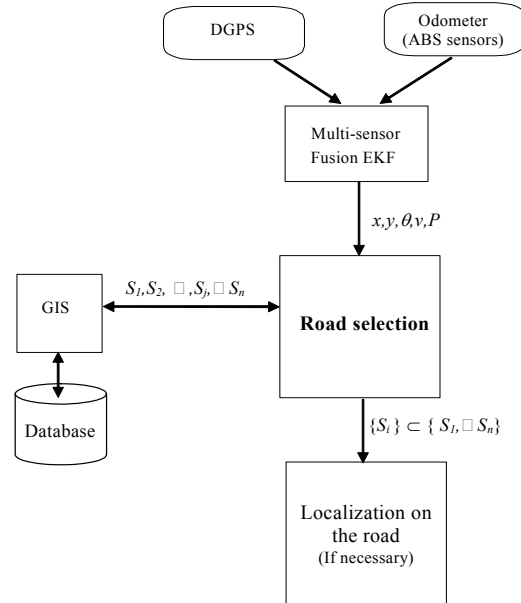 DGPS
Odometer
(ABS sensors)
Multi-sensor
Fusion EKF
x,y,θ,v,P
S1,S2, □ ,Sj,□ Sn
GIS
Road selection
Database
{Si} ⊂ { S1,□ Sn}
Localization on
the road
(If necessary)